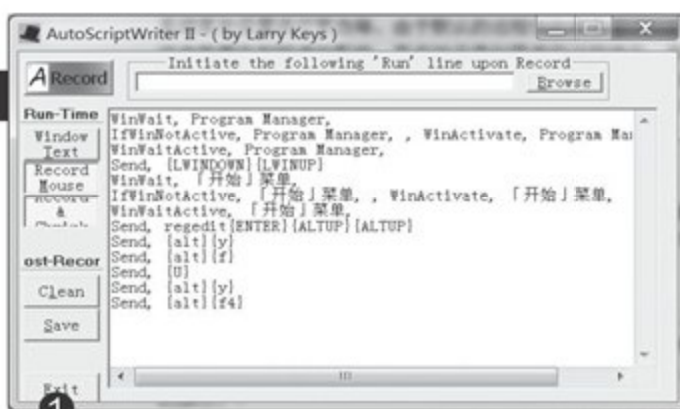 AutoScriptWriter II - ( by Larry Keys )
A Record
Initiate the following 'Run' line upon Record
Browse
Run-Time
Window
Text
Record
Mouse
&
ost-Recor
Clean
Save
Exit
WinWait, Program Manager,
IfWinNotActive, Program Manager, , WinActivate, Program Ma
WinWaitActive, Program Manager,
Send, {LWINDOWN}{LWINUP}
WinWait, 「开始」菜单,
IfWinNotActive, 「开始」菜单, , WinActivate, 「开始」菜单,
WinWaitActive, 「开始」菜单,
Send, regedit{ENTER}{ALTUP}{ALTUP}
Send, {alt}{y}
Send, {alt}{f}
Send, {U}
Send, {alt}{y}
Send, {alt}{f4}
1